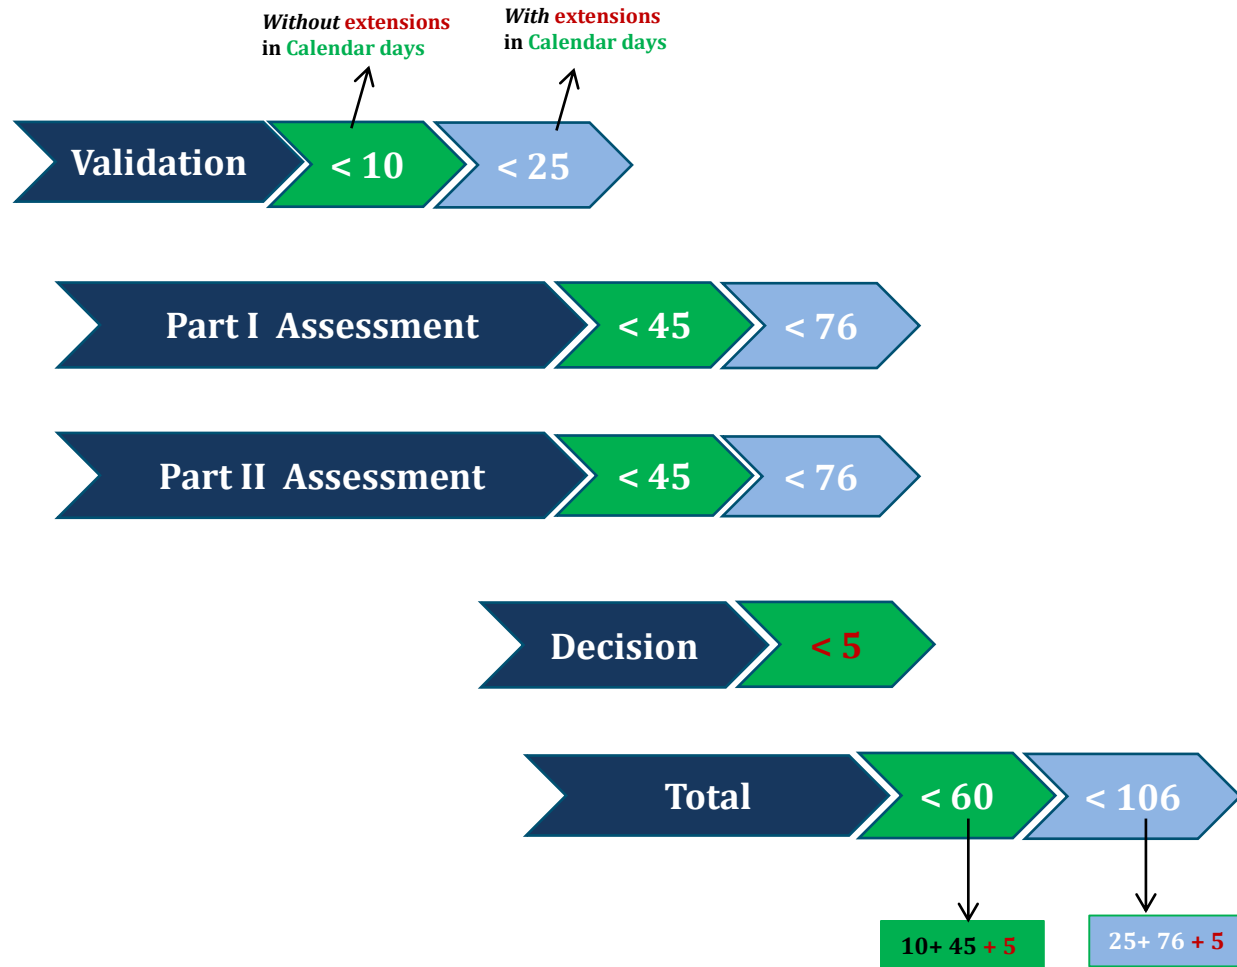 Without extensions
in Calendar days
With extensions
in Calendar days
Validation < 10 < 25
Part I Assessment < 45 < 76
Part II Assessment < 45 < 76
Decision < 5
Total < 60 < 106
10+ 45 + 5
25+ 76 + 5